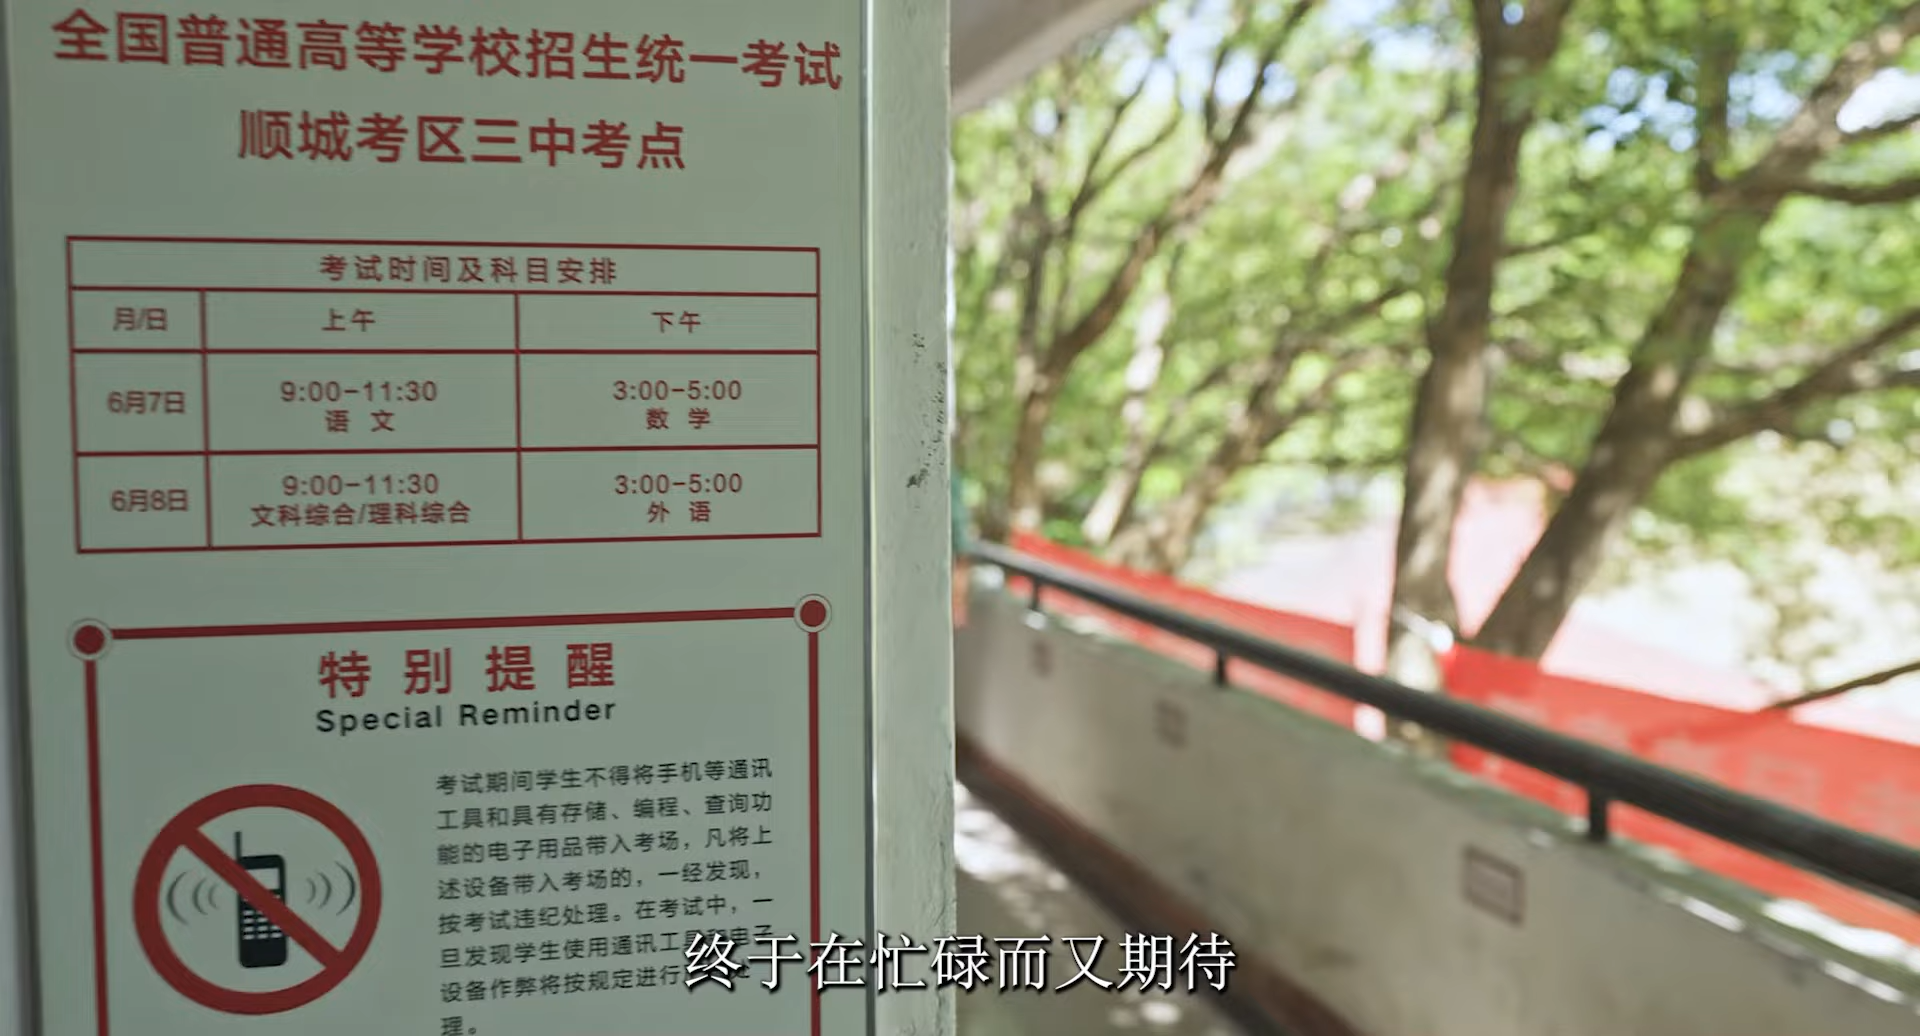 全国普通高等学校招生统一考试
顺城考区三中考点
考试时间及科目安排
月/日 上午 下午
6月7日 9:00-11:30 语文 3:00-5:00 数学
6月8日 9:00-11:30 文科综合/理科综合 3:00-5:00 外语
特别提醒
Special Reminder
考试期间学生不得将手机等通讯
工具和具有存储、编程、查询功
能的电子用品带入考场，凡将上
述设备带入考场的，一经发现，
按考试违纪处理。在考试中，一
旦发现学生使用通讯工
设备作弊将按规定进行
理。
终于在忙碌而又期待